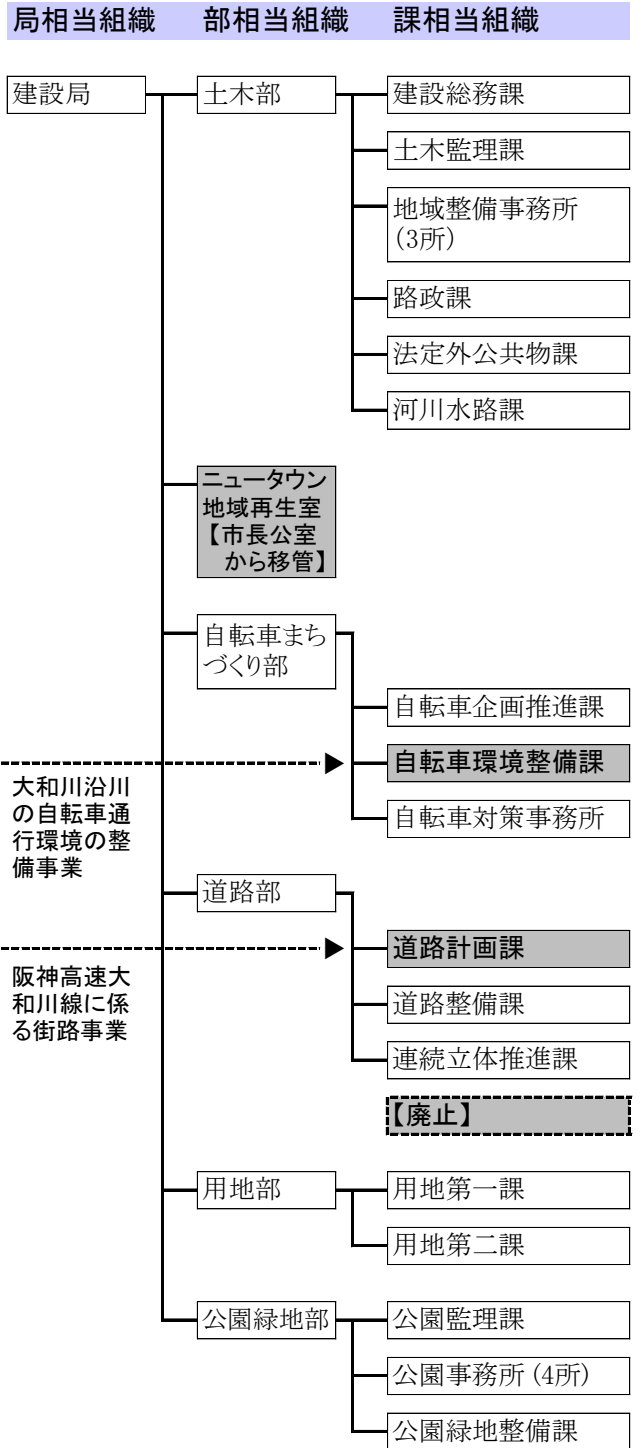 局相当組織 部相当組織 課相当組織
建設局
土木部
建設総務課
土木監理課
地域整備事務所
(3所)
路政課
法定外公共物課
河川水路課
ニュータウン
地域再生室
【市長公室
から移管】
自転車まち
づくり部
自転車企画推進課
自転車環境整備課
自転車対策事務所
大和川沿川
の自転車通
行環境の整
備事業
道路部
道路計画課
道路整備課
連続立体推進課
【廃止】
阪神高速大
和川線に係
る街路事業
用地部
用地第一課
用地第二課
公園緑地部
公園監理課
公園事務所 (4所)
公園緑地整備課